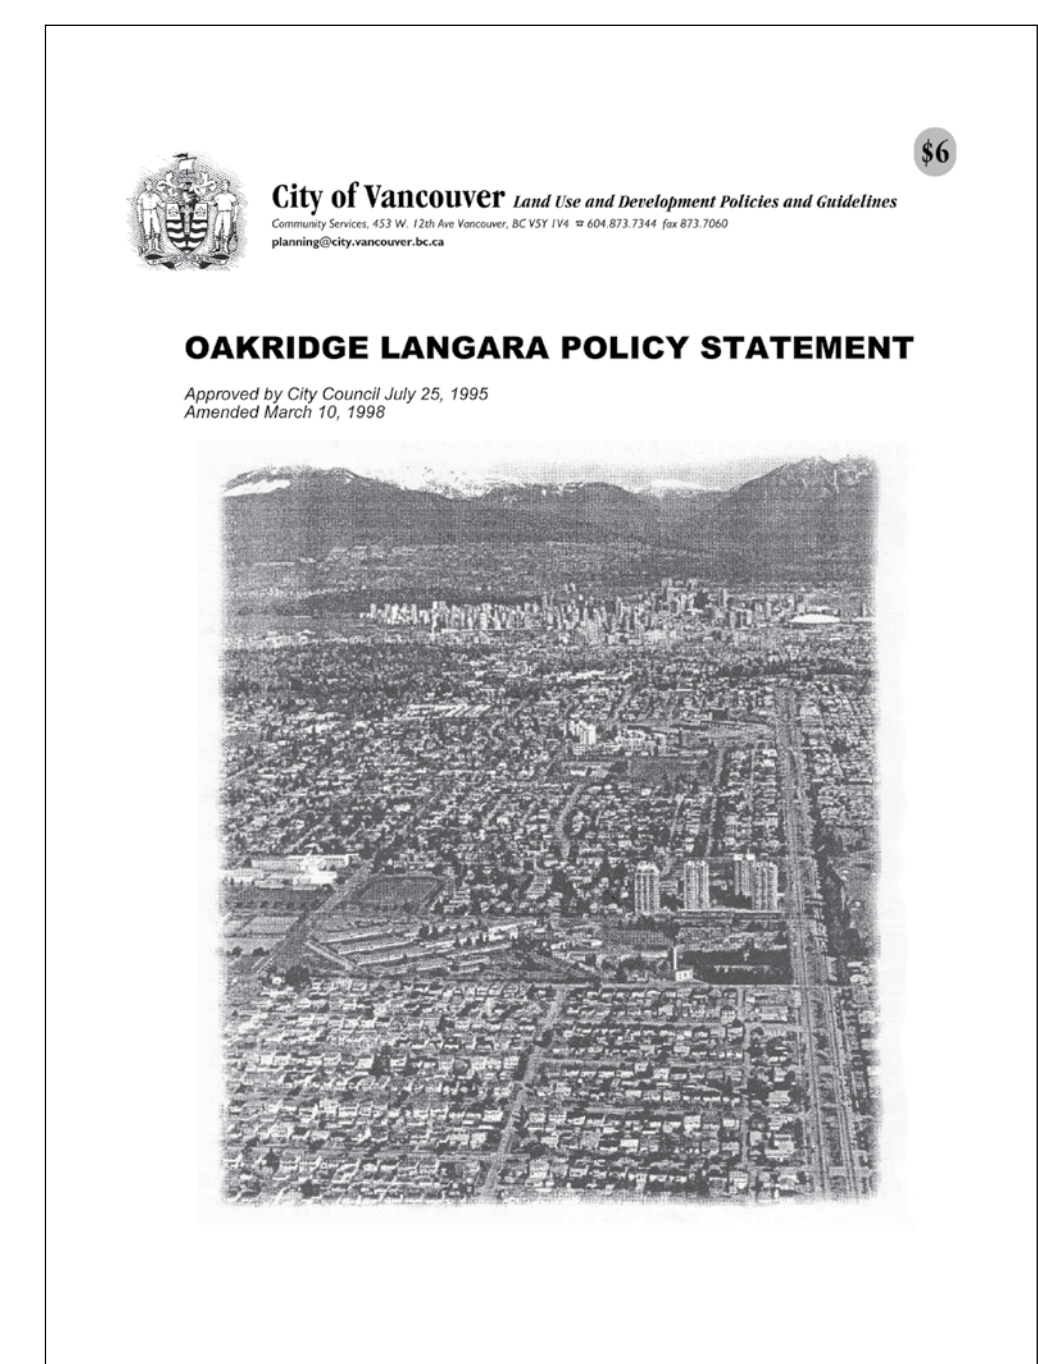 $6
City of Vancouver Land Use and Development Policies and Guidelines
Community Services, 453 W. 12th Ave Vancouver, BC V5Y 1V4 ☎ 604.873.7344 fax 873.7060
planning@city.vancouver.bc.ca
OAKRIDGE LANGARA POLICY STATEMENT
Approved by City Council July 25, 1995
Amended March 10, 1998